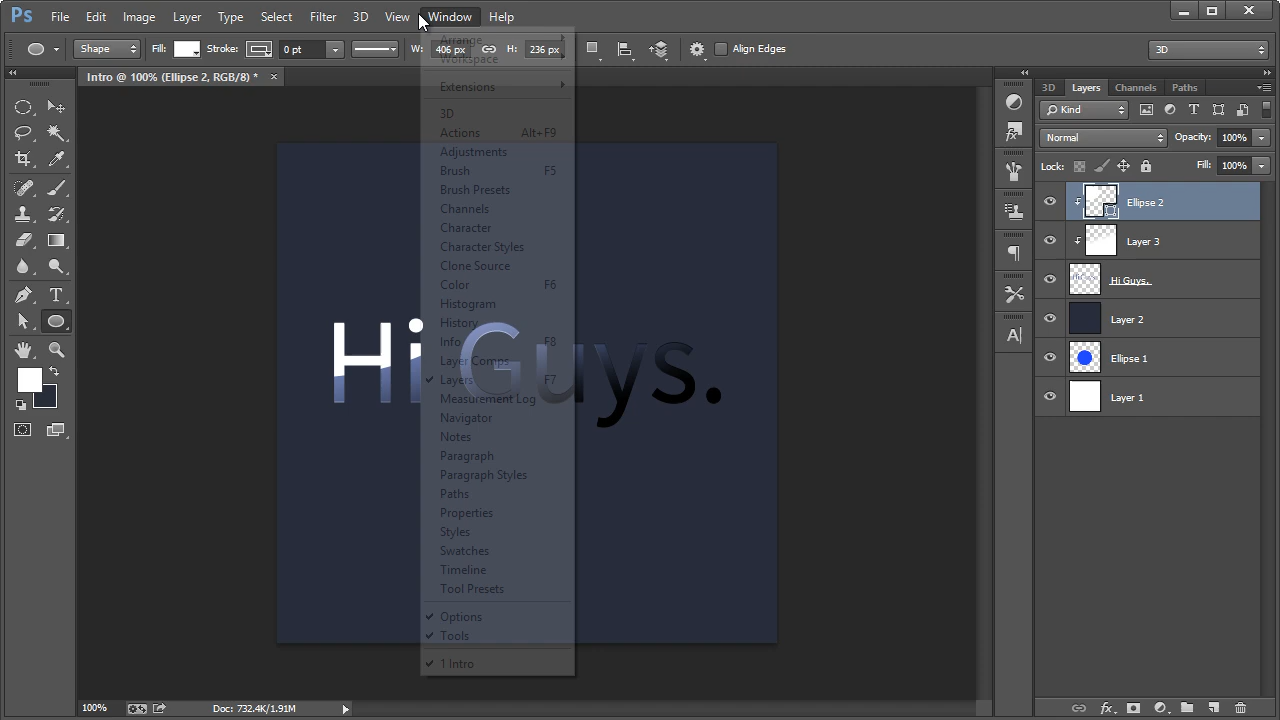 Ps File Edit Image Layer Type Select Filter 3D View Window Help
Shape Fill: Stroke: 0 pt W: 406 px H: 236 px Align Edges 3D
Intro @ 100% (Ellipse 2, RGB/8) * ×
Arrange
Workspace
Extensions
3D
Actions Alt+F9
Adjustments
Brush F5
Brush Presets
Channels
Character
Character Styles
Clone Source
Color F6
Histogram
History
Info F8
Layer Comps
Layers F7
Measurement Log
Navigator
Notes
Paragraph
Paragraph Styles
Paths
Properties
Styles
Swatches
Timeline
Tool Presets
Options
Tools
1 Intro
Hi Guys.
3D Layers Channels Paths
Kind
Normal Opacity: 100%
Lock: Fill: 100%
Ellipse 2
Layer 3
Hi Guys.
Layer 2
Ellipse 1
Layer 1
100% Doc: 732.4K/1.91M